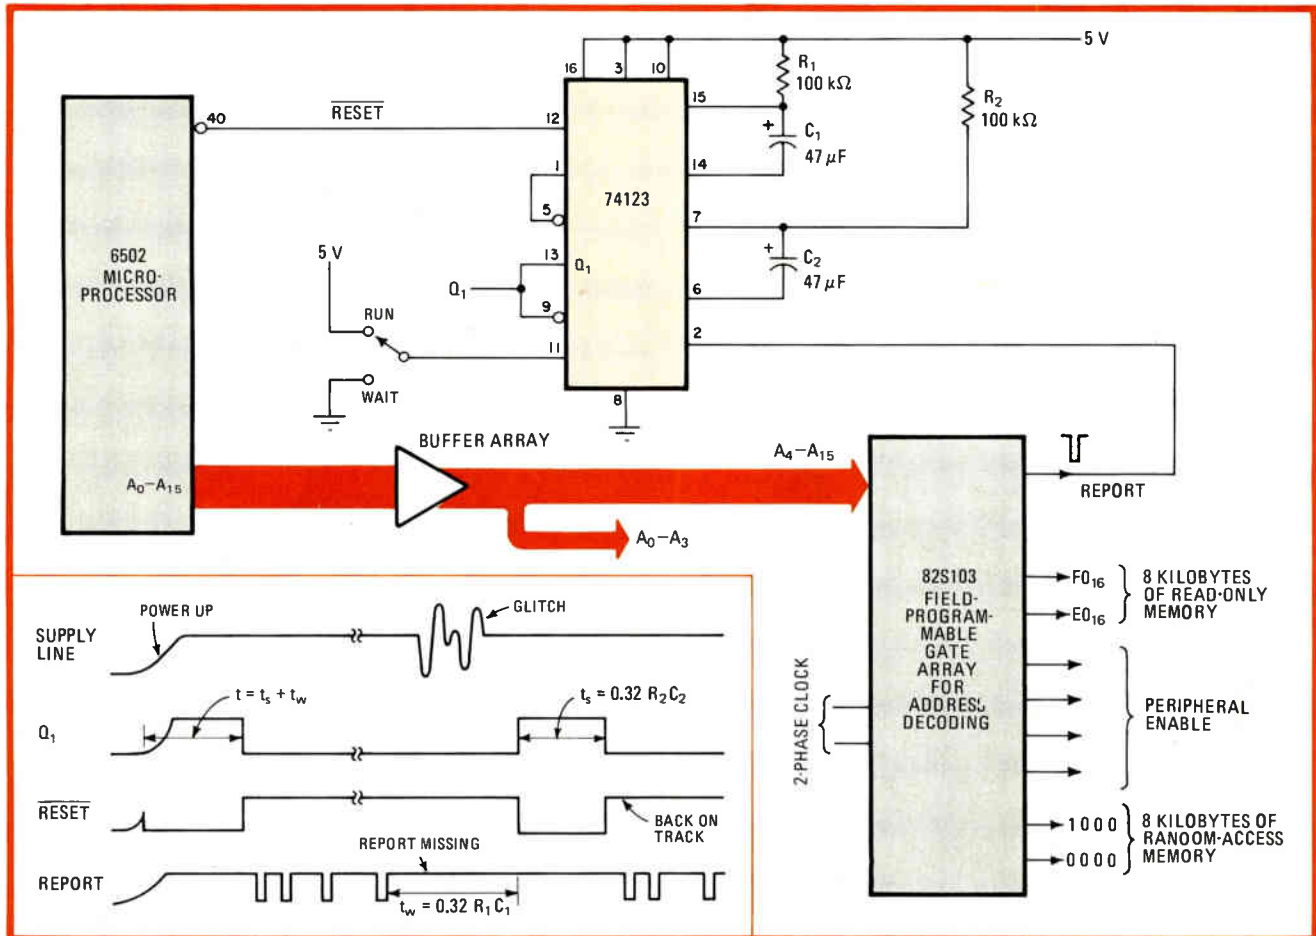 5 V
16
3
10
R1
100 kΩ
R2
100 kΩ
15
+
C1
47 µF
14
7
+
C2
47 µF
6
2
40
RESET
12
1
5
13
Q1
Q1
9
11
8
74123
6502
MICRO-
PROCESSOR
5 V
RUN
WAIT
BUFFER ARRAY
A0–A15
A4–A15
A0–A3
REPORT
82S103
FIELD-
PROGRAM-
MABLE
GATE
ARRAY
FOR
ADDRESS
DECODING
2-PHASE CLOCK
F016
E016
8 KILOBYTES
OF READ-ONLY
MEMORY
PERIPHERAL
ENABLE
1000
0000
8 KILOBYTES OF
RANDOM-ACCESS
MEMORY
SUPPLY
LINE
POWER UP
GLITCH
Q1
t = ts + tw
ts = 0.32 R2C2
RESET
BACK ON
TRACK
REPORT
REPORT MISSING
tw = 0.32 R1C1